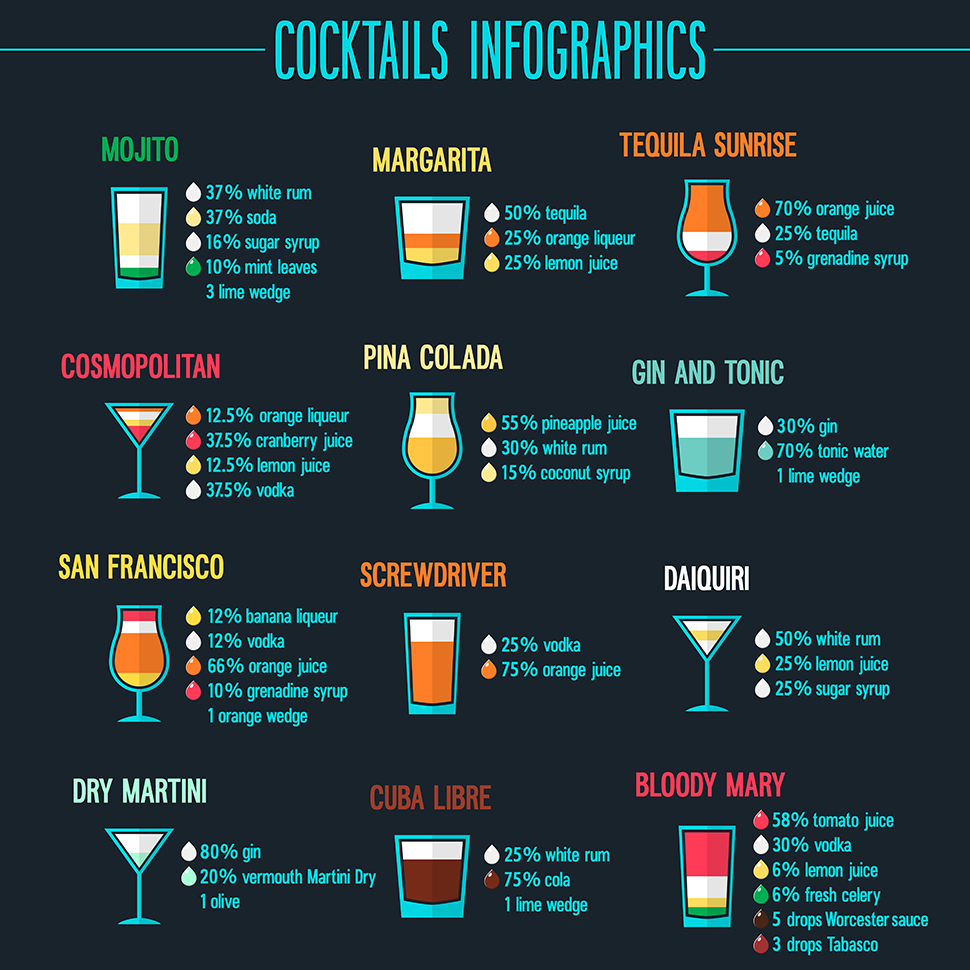 COCKTAILS INFOGRAPHICS
MOJITO
37% white rum
37% soda
16% sugar syrup
10% mint leaves
3 lime wedge
MARGARITA
50% tequila
25% orange liqueur
25% lemon juice
TEQUILA SUNRISE
70% orange juice
25% tequila
5% grenadine syrup
COSMOPOLITAN
12.5% orange liqueur
37.5% cranberry juice
12.5% lemon juice
37.5% vodka
PINA COLADA
55% pineapple juice
30% white rum
15% coconut syrup
GIN AND TONIC
30% gin
70% tonic water
1 lime wedge
SAN FRANCISCO
12% banana liqueur
12% vodka
66% orange juice
10% grenadine syrup
1 orange wedge
SCREWDRIVER
25% vodka
75% orange juice
DAIQUIRI
50% white rum
25% lemon juice
25% sugar syrup
DRY MARTINI
80% gin
20% vermouth Martini Dry
1 olive
CUBA LIBRE
25% white rum
75% cola
1 lime wedge
BLOODY MARY
58% tomato juice
30% vodka
6% lemon juice
6% fresh celery
5 drops Worcester sauce
3 drops Tabasco